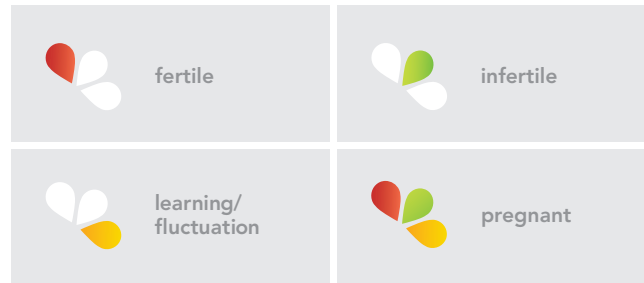 fertile
infertile
learning/
fluctuation
pregnant